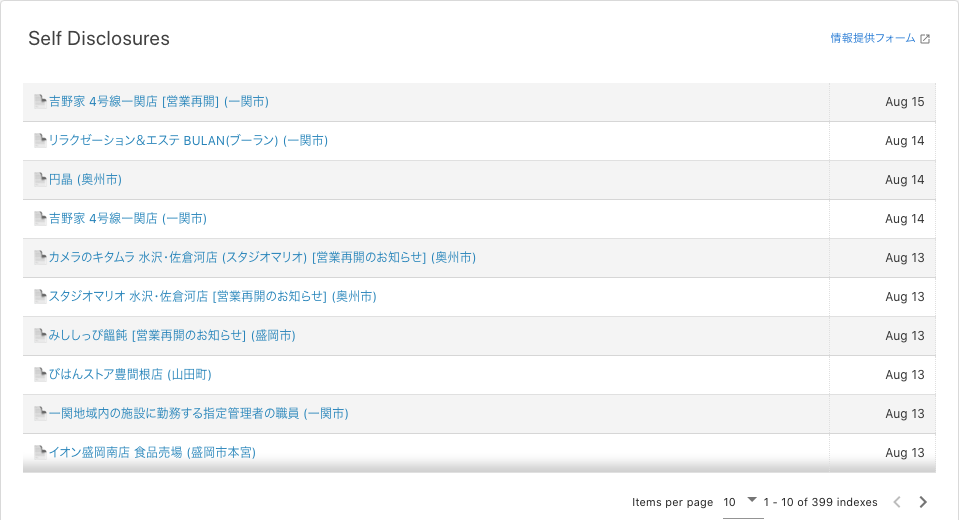 Self Disclosures
情報提供フォーム
吉野家 4号線一関店 [営業再開] (一関市)
Aug 15
リラクゼーション&エステ BULAN(ブーラン) (一関市)
Aug 14
円晶 (奥州市)
Aug 14
吉野家 4号線一関店 (一関市)
Aug 14
カメラのキタムラ 水沢・佐倉河店 (スタジオマリオ) [営業再開のお知らせ] (奥州市)
Aug 13
スタジオマリオ 水沢・佐倉河店 [営業再開のお知らせ] (奥州市)
Aug 13
みししっぴ饂飩 [営業再開のお知らせ] (盛岡市)
Aug 13
びはんストア豊間根店 (山田町)
Aug 13
一関地域内の施設に勤務する指定管理者の職員 (一関市)
Aug 13
イオン盛岡南店 食品売場 (盛岡市本宮)
Aug 13
Items per page 10 1 - 10 of 399 indexes